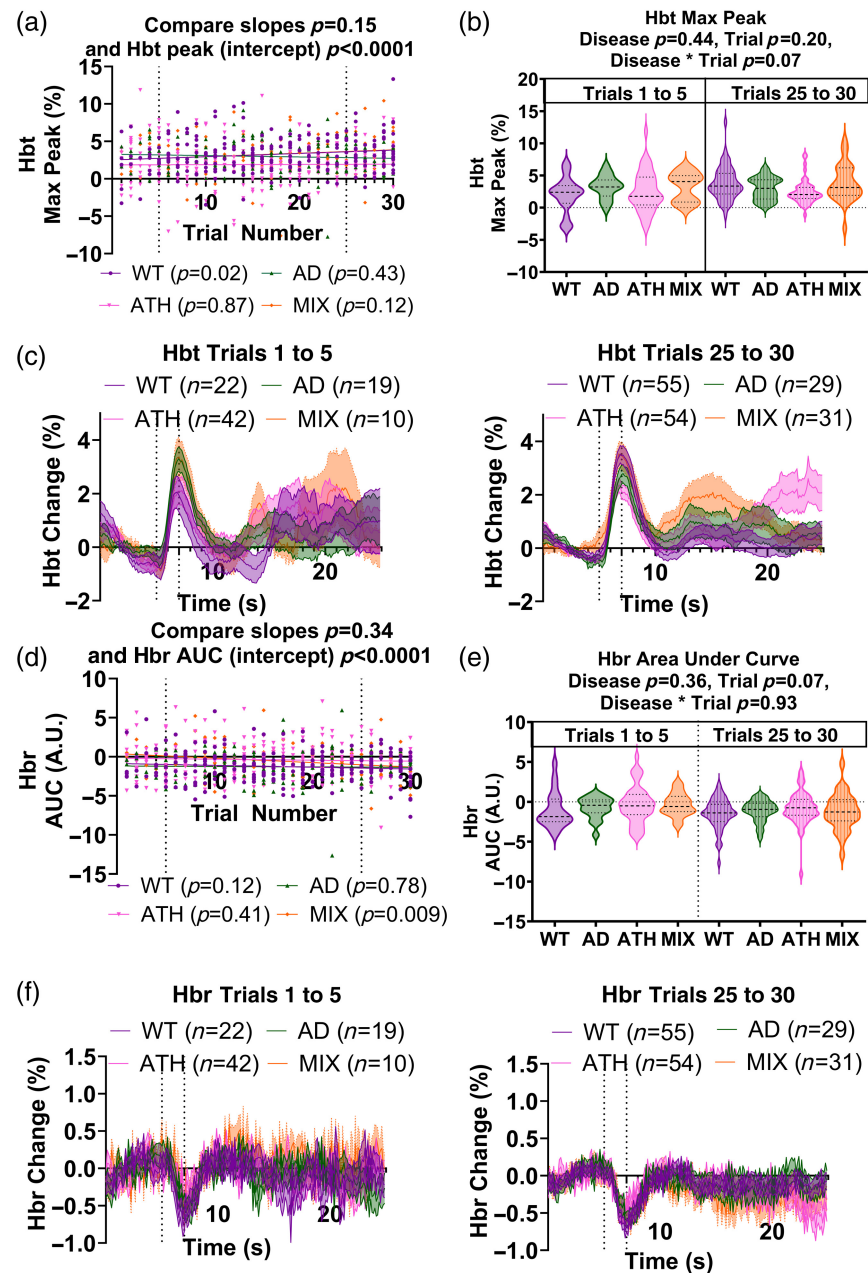 (a)
Compare slopes p=0.15
and Hbt peak (intercept) p<0.0001
Hbt
Max Peak (%)
15
10
5
0
−5
−10
10
20
30
Trial Number
WT (p=0.02)
AD (p=0.43)
ATH (p=0.87)
MIX (p=0.12)
(b)
Hbt Max Peak
Disease p=0.44, Trial p=0.20,
Disease * Trial p=0.07
Trials 1 to 5
Trials 25 to 30
Hbt
Max Peak (%)
20
15
10
5
0
−5
−10
WT AD ATH MIX WT AD ATH MIX
(c)
Hbt Trials 1 to 5
WT (n=22)
AD (n=19)
ATH (n=42)
MIX (n=10)
Hbt Change (%)
4
2
0
−2
10
20
Time (s)
Hbt Trials 25 to 30
WT (n=55)
AD (n=29)
ATH (n=54)
MIX (n=31)
Hbt Change (%)
4
2
0
−2
10
20
Time (s)
(d)
Compare slopes p=0.34
and Hbr AUC (intercept) p<0.0001
Hbr
AUC (A.U.)
10
5
0
−5
−10
−15
10
20
30
Trial Number
WT (p=0.12)
AD (p=0.78)
ATH (p=0.41)
MIX (p=0.009)
(e)
Hbr Area Under Curve
Disease p=0.36, Trial p=0.07,
Disease * Trial p=0.93
Trials 1 to 5
Trials 25 to 30
Hbr
AUC (A.U.)
10
5
0
−5
−10
−15
WT AD ATH MIX WT AD ATH MIX
(f)
Hbr Trials 1 to 5
WT (n=22)
AD (n=19)
ATH (n=42)
MIX (n=10)
Hbr Change (%)
1.5
1.0
0.5
0.0
−0.5
−1.0
10
20
Time (s)
Hbr Trials 25 to 30
WT (n=55)
AD (n=29)
ATH (n=54)
MIX (n=31)
Hbr Change (%)
1.5
1.0
0.5
0.0
−0.5
−1.0
10
20
Time (s)